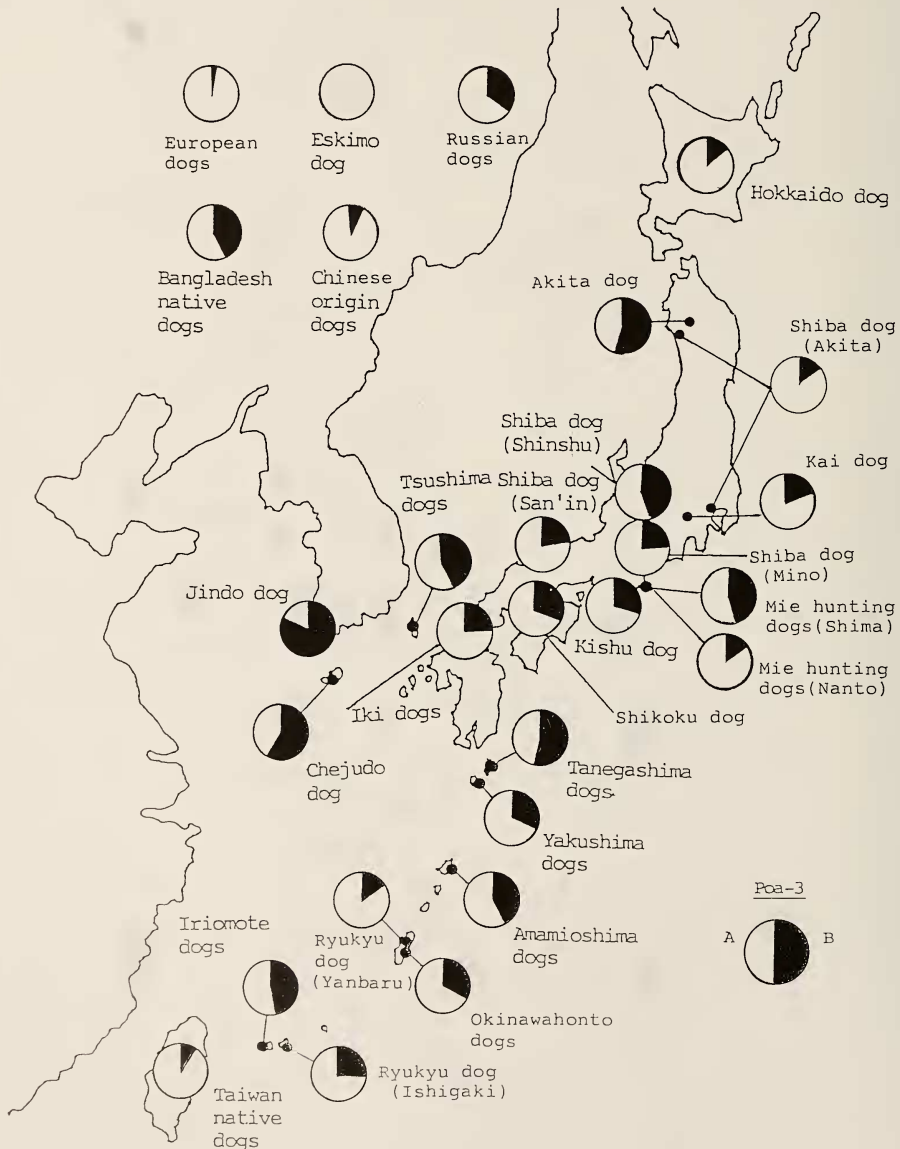 European
dogs
Eskimo
dog
Russian
dogs
Hokkaido dog
Bangladesh
native
dogs
Chinese
origin
dogs
Akita dog
Shiba dog
(Akita)
Shiba dog
(Shinshu)
Kai dog
Tsushima
dogs
Shiba dog
(San'in)
Shiba dog
(Mino)
Jindo dog
Mie hunting
dogs(Shima)
Kishu dog
Mie hunting
dogs(Nanto)
Iki dogs
Shikoku dog
Chejudo
dog
Tanegashima
dogs.
Yakushima
dogs
Poa-3
A
B
Iriomote
dogs
Ryukyu
dog
(Yanbaru)
Amamioshima
dogs
Okinawahonto
dogs
Ryukyu dog
(Ishigaki)
Taiwan
native
dogs